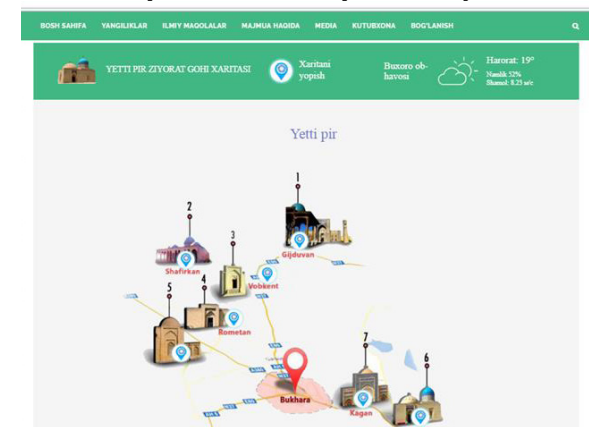 BOSH SAHIFA YANGILIKLAR ILMIY MAQOLALAR MAJMUA HAQIDA MEDIA KUTUBXONA BOG'LANISH
YETTI PIR ZIYORAT GOHI XARITASI
Xaritani
yopish
Buxoro ob-
havosi
Harorat: 19°
Namlik 52%
Shamol: 8.23 м/с
Yetti pir
1
2
3
Gijduvan
Shafirkan
Vobkent
4
5
Rometan
7
6
Bukhara
Kagan